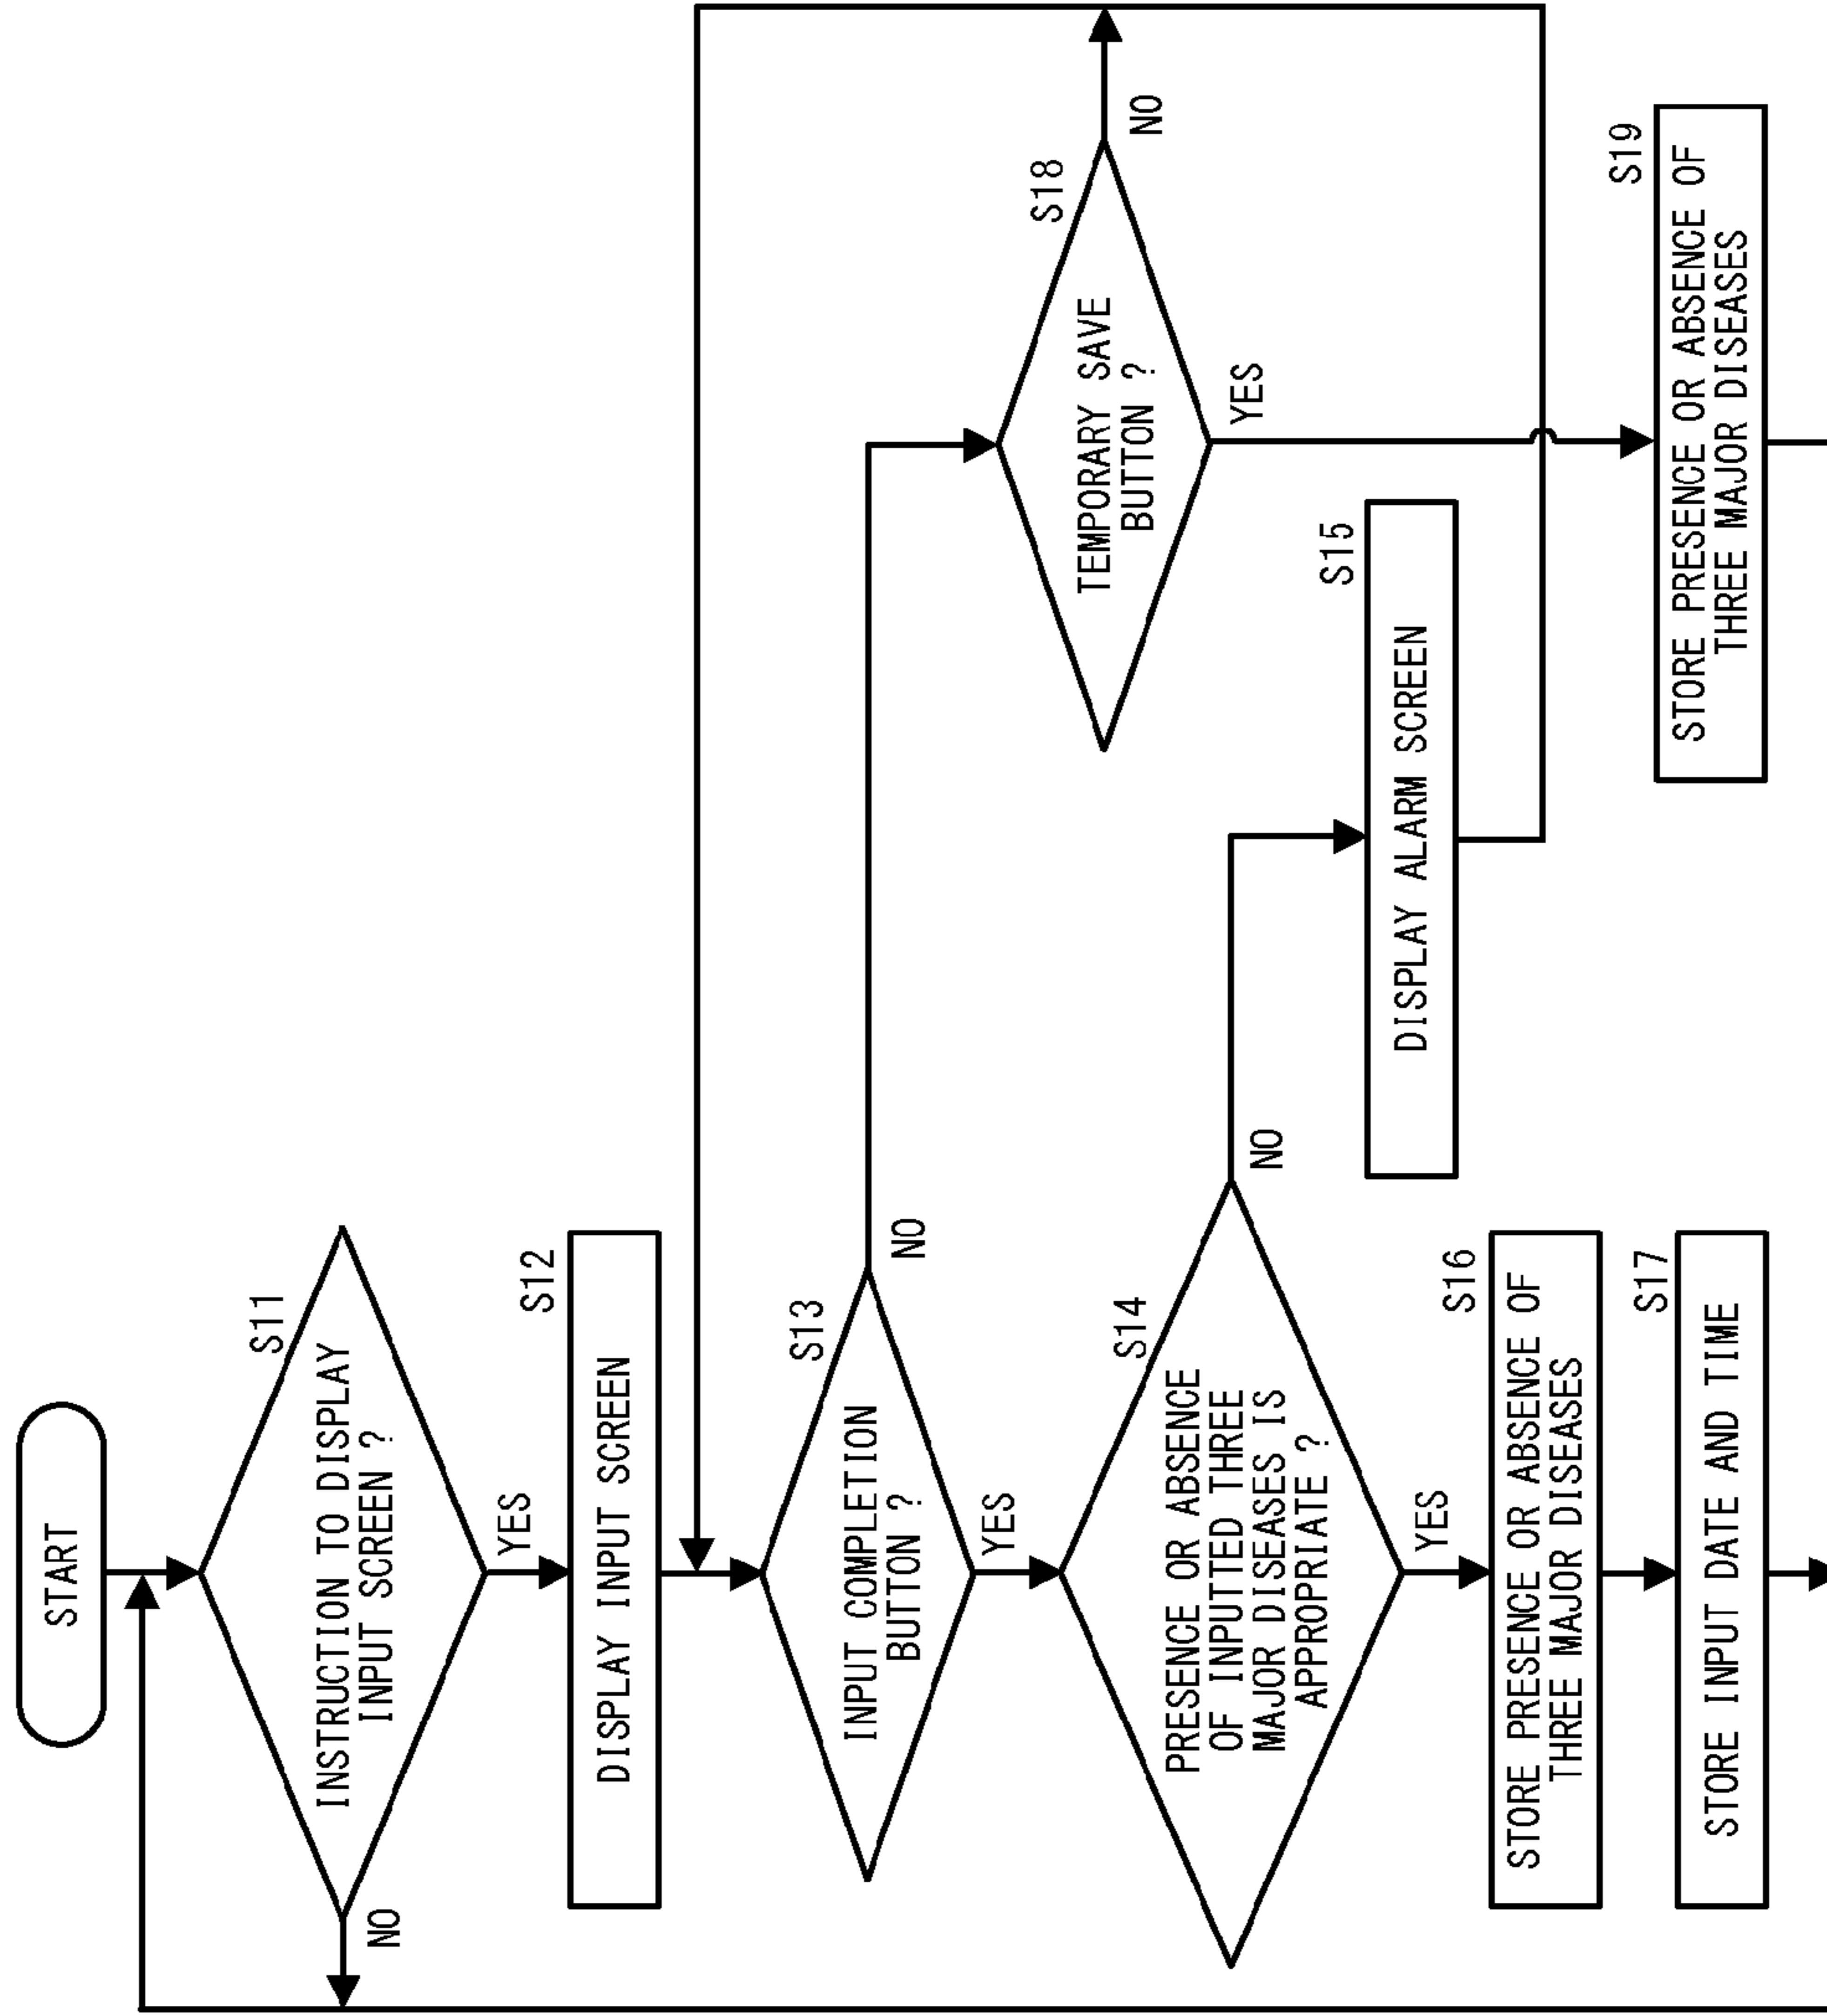 START
S11
INSTRUCTION TO DISPLAY
INPUT SCREEN ?
NO
YES
S12
DISPLAY INPUT SCREEN
S13
INPUT COMPLETION
BUTTON ?
NO
YES
S18
TEMPORARY SAVE
BUTTON ?
NO
YES
S14
PRESENCE OR ABSENCE
OF INPUTTED THREE
MAJOR DISEASES IS
APPROPRIATE ?
NO
YES
S15
DISPLAY ALARM SCREEN
S16
STORE PRESENCE OR ABSENCE OF
THREE MAJOR DISEASES
S17
STORE INPUT DATE AND TIME
S19
STORE PRESENCE OR ABSENCE OF
THREE MAJOR DISEASES